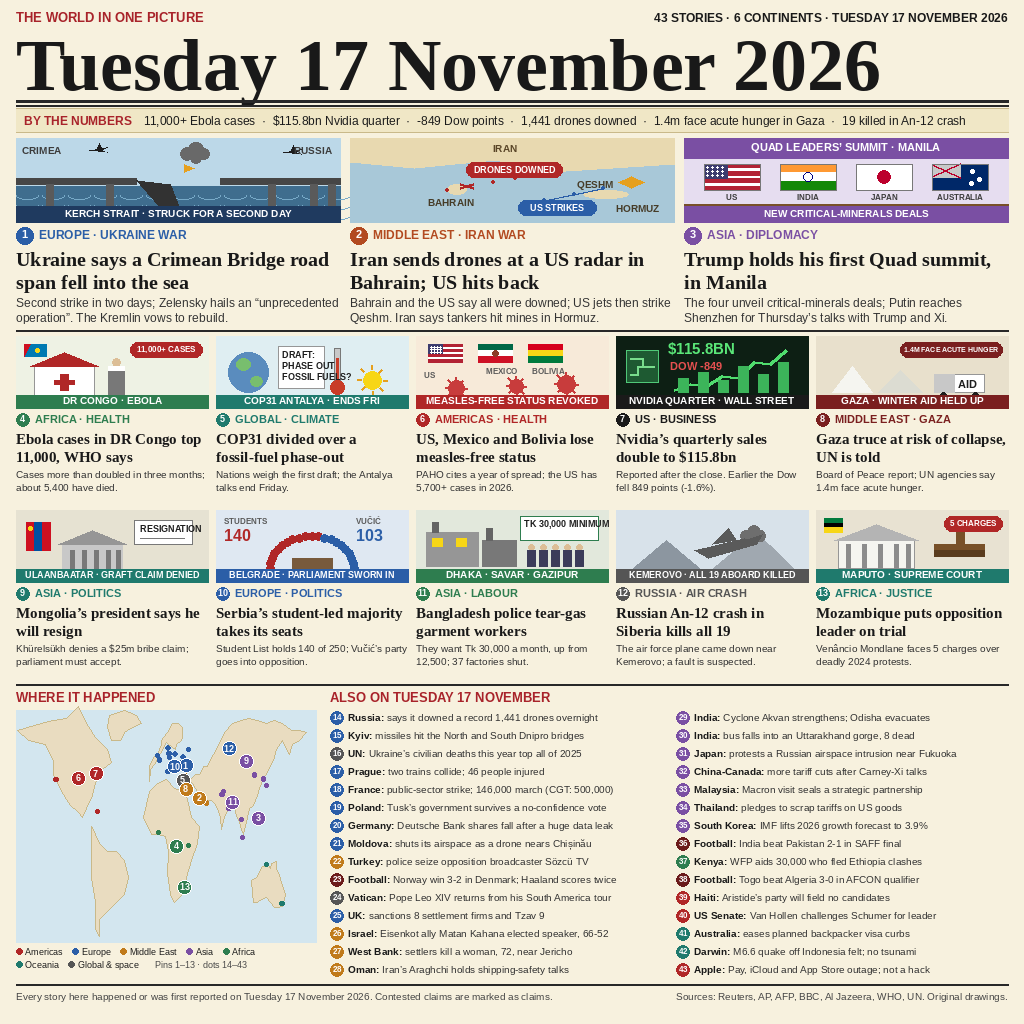 THE WORLD IN ONE PICTURE
43 STORIES · 6 CONTINENTS · TUESDAY 17 NOVEMBER 2026
Tuesday 17 November 2026
BY THE NUMBERS 11,000+ Ebola cases · $115.8bn Nvidia quarter · -849 Dow points · 1,441 drones downed · 1.4m face acute hunger in Gaza · 19 killed in An-12 crash
CRIMEA
RUSSIA
KERCH STRAIT · STRUCK FOR A SECOND DAY
1 EUROPE · UKRAINE WAR
Ukraine says a Crimean Bridge road
span fell into the sea
Second strike in two days; Zelensky hails an “unprecedented
operation”. The Kremlin vows to rebuild.
IRAN
DRONES DOWNED
QESHM
BAHRAIN
US STRIKES
HORMUZ
2 MIDDLE EAST · IRAN WAR
Iran sends drones at a US radar in
Bahrain; US hits back
Bahrain and the US say all were downed; US jets then strike
Qeshm. Iran says tankers hit mines in Hormuz.
QUAD LEADERS’ SUMMIT · MANILA
US
INDIA
JAPAN
AUSTRALIA
NEW CRITICAL-MINERALS DEALS
3 ASIA · DIPLOMACY
Trump holds his first Quad summit,
in Manila
The four unveil critical-minerals deals; Putin reaches
Shenzhen for Thursday’s talks with Trump and Xi.
11,000+ CASES
DR CONGO · EBOLA
4 AFRICA · HEALTH
Ebola cases in DR Congo top
11,000, WHO says
Cases more than doubled in three months;
about 5,400 have died.
DRAFT:
PHASE OUT
FOSSIL FUELS?
COP31 ANTALYA · ENDS FRI
5 GLOBAL · CLIMATE
COP31 divided over a
fossil-fuel phase-out
Nations weigh the first draft; the Antalya
talks end Friday.
US
MEXICO
BOLIVIA
MEASLES-FREE STATUS REVOKED
6 AMERICAS · HEALTH
US, Mexico and Bolivia lose
measles-free status
PAHO cites a year of spread; the US has
5,700+ cases in 2026.
$115.8BN
DOW -849
NVIDIA QUARTER · WALL STREET
7 US · BUSINESS
Nvidia’s quarterly sales
double to $115.8bn
Reported after the close. Earlier the Dow
fell 849 points (-1.6%).
1.4M FACE ACUTE HUNGER
AID
GAZA · WINTER AID HELD UP
8 MIDDLE EAST · GAZA
Gaza truce at risk of collapse,
UN is told
Board of Peace report; UN agencies say
1.4m face acute hunger.
RESIGNATION
ULAANBAATAR · GRAFT CLAIM DENIED
9 ASIA · POLITICS
Mongolia’s president says he
will resign
Khürelsükh denies a $25m bribe claim;
parliament must accept.
STUDENTS
140
VUČIĆ
103
BELGRADE · PARLIAMENT SWORN IN
10 EUROPE · POLITICS
Serbia’s student-led majority
takes its seats
Student List holds 140 of 250; Vučić’s party
goes into opposition.
TK 30,000 MINIMUM
DHAKA · SAVAR · GAZIPUR
11 ASIA · LABOUR
Bangladesh police tear-gas
garment workers
They want Tk 30,000 a month, up from
12,500; 37 factories shut.
KEMEROVO · ALL 19 ABOARD KILLED
12 RUSSIA · AIR CRASH
Russian An-12 crash in
Siberia kills all 19
The air force plane came down near
Kemerovo; a fault is suspected.
5 CHARGES
MAPUTO · SUPREME COURT
13 AFRICA · JUSTICE
Mozambique puts opposition
leader on trial
Venâncio Mondlane faces 5 charges over
deadly 2024 protests.
WHERE IT HAPPENED
1
2
3
4
5
6
7
8
9
10
11
12
13
Americas Europe Middle East Asia Africa
Oceania Global & space Pins 1–13 · dots 14–43
ALSO ON TUESDAY 17 NOVEMBER
14 Russia: says it downed a record 1,441 drones overnight
15 Kyiv: missiles hit the North and South Dnipro bridges
16 UN: Ukraine’s civilian deaths this year top all of 2025
17 Prague: two trains collide; 46 people injured
18 France: public-sector strike; 146,000 march (CGT: 500,000)
19 Poland: Tusk’s government survives a no-confidence vote
20 Germany: Deutsche Bank shares fall after a huge data leak
21 Moldova: shuts its airspace as a drone nears Chișinău
22 Turkey: police seize opposition broadcaster Sözcü TV
23 Football: Norway win 3-2 in Denmark; Haaland scores twice
24 Vatican: Pope Leo XIV returns from his South America tour
25 UK: sanctions 8 settlement firms and Tzav 9
26 Israel: Eisenkot ally Matan Kahana elected speaker, 66-52
27 West Bank: settlers kill a woman, 72, near Jericho
28 Oman: Iran’s Araghchi holds shipping-safety talks
29 India: Cyclone Akvan strengthens; Odisha evacuates
30 India: bus falls into an Uttarakhand gorge, 8 dead
31 Japan: protests a Russian airspace intrusion near Fukuoka
32 China-Canada: more tariff cuts after Carney-Xi talks
33 Malaysia: Macron visit seals a strategic partnership
34 Thailand: pledges to scrap tariffs on US goods
35 South Korea: IMF lifts 2026 growth forecast to 3.9%
36 Football: India beat Pakistan 2-1 in SAFF final
37 Kenya: WFP aids 30,000 who fled Ethiopia clashes
38 Football: Togo beat Algeria 3-0 in AFCON qualifier
39 Haiti: Aristide’s party will field no candidates
40 US Senate: Van Hollen challenges Schumer for leader
41 Australia: eases planned backpacker visa curbs
42 Darwin: M6.6 quake off Indonesia felt; no tsunami
43 Apple: Pay, iCloud and App Store outage; not a hack
Every story here happened or was first reported on Tuesday 17 November 2026. Contested claims are marked as claims.
Sources: Reuters, AP, AFP, BBC, Al Jazeera, WHO, UN. Original drawings.